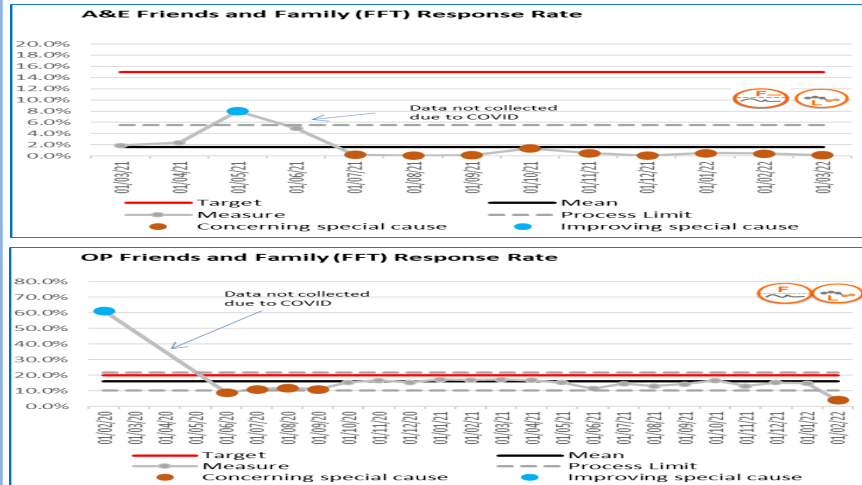 A&E Friends and Family (FFT) Response Rate
20.0%
18.0%
16.0%
14.0%
12.0%
10.0%
8.0%
6.0%
4.0%
2.0%
0.0%
F
L
Data not collected
due to COVID
01/03/21
01/04/21
01/05/21
01/06/21
01/07/21
01/08/21
01/09/21
01/10/21
01/11/21
01/12/21
01/01/22
01/02/22
01/03/22
Target
Mean
Measure
Process Limit
Concerning special cause
Improving special cause
OP Friends and Family (FFT) Response Rate
80.0%
70.0%
60.0%
50.0%
40.0%
30.0%
20.0%
10.0%
0.0%
Data not collected
due to COVID
F
L
01/02/20
01/03/20
01/04/20
01/05/20
01/06/20
01/07/20
01/08/20
01/09/20
01/10/20
01/11/20
01/12/20
01/01/21
01/02/21
01/03/21
01/04/21
01/05/21
01/06/21
01/07/21
01/08/21
01/09/21
01/10/21
01/11/21
01/12/21
01/01/22
01/02/22
Target
Mean
Measure
Process Limit
Concerning special cause
Improving special cause